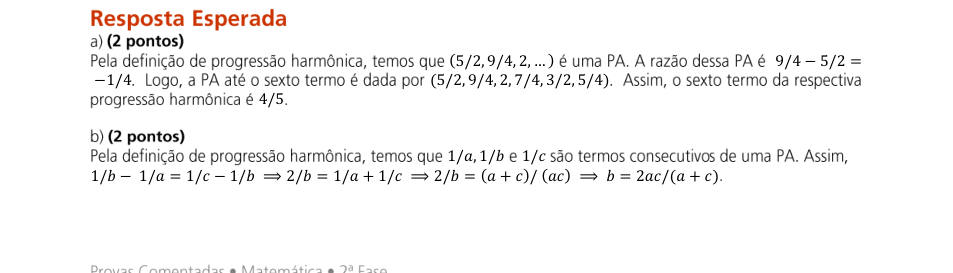 Resposta Esperada
a) (2 pontos)
Pela definição de progressão harmônica, temos que (5/2, 9/4, 2, … ) é uma PA. A razão dessa PA é 9/4 − 5/2 =
−1/4. Logo, a PA até o sexto termo é dada por (5/2, 9/4, 2, 7/4, 3/2, 5/4). Assim, o sexto termo da respectiva
progressão harmônica é 4/5.
b) (2 pontos)
Pela definição de progressão harmônica, temos que 1/a, 1/b e 1/c são termos consecutivos de uma PA. Assim,
1/b − 1/a = 1/c − 1/b ⟹ 2/b = 1/a + 1/c ⟹ 2/b = (a + c)/ (ac) ⟹ b = 2ac/(a + c).
Provas Comentadas • Matemática • 2ª Fase